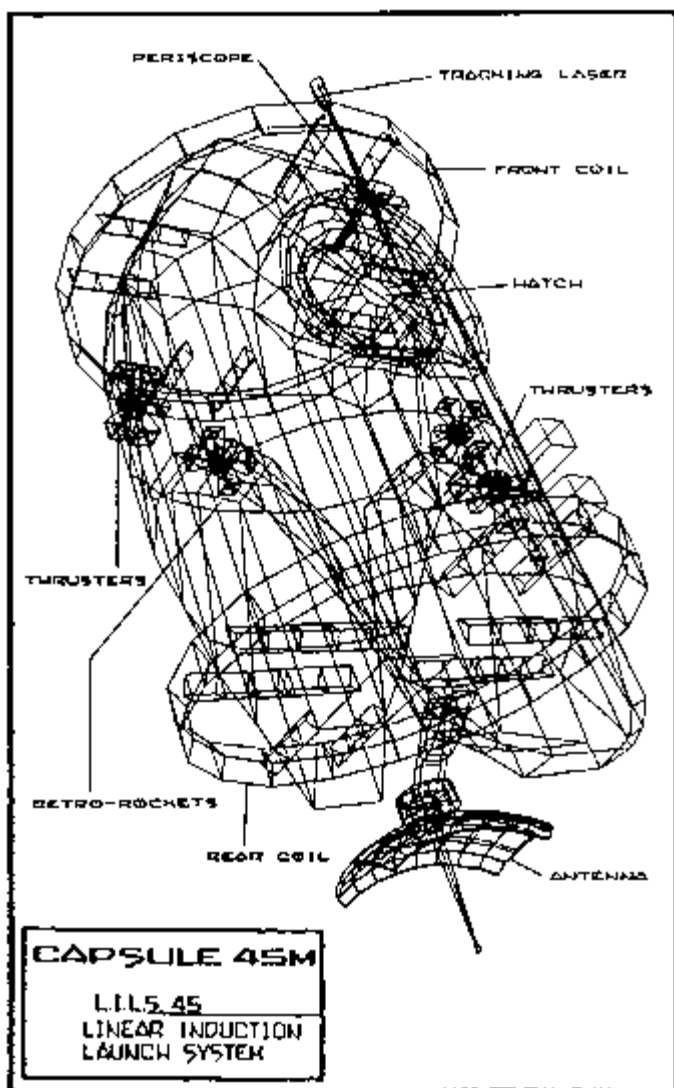 PERISCOPE
TRACKING LASER
FRONT COIL
HATCH
THRUSTERS
THRUSTERS
RETRO-ROCKETS
REAR COIL
ANTENNA
CAPSULE 45M
L.I.L.S. 45
LINEAR INDUCTION
LAUNCH SYSTEM